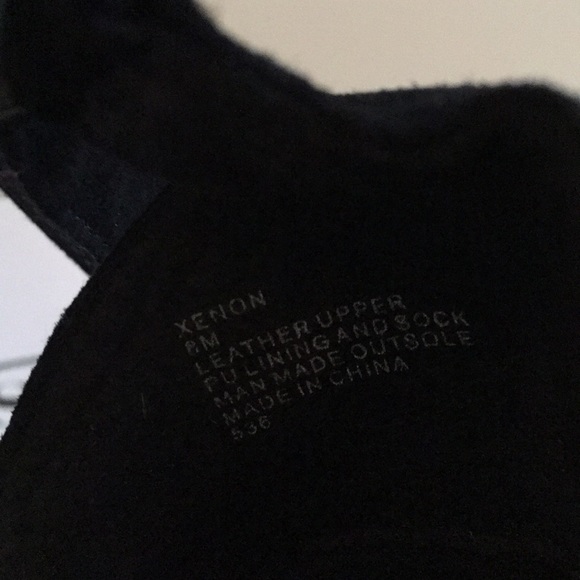 XENON
8M
LEATHER UPPER
PU LINING AND SOCK
MAN MADE OUTSOLE
MADE IN CHINA
536